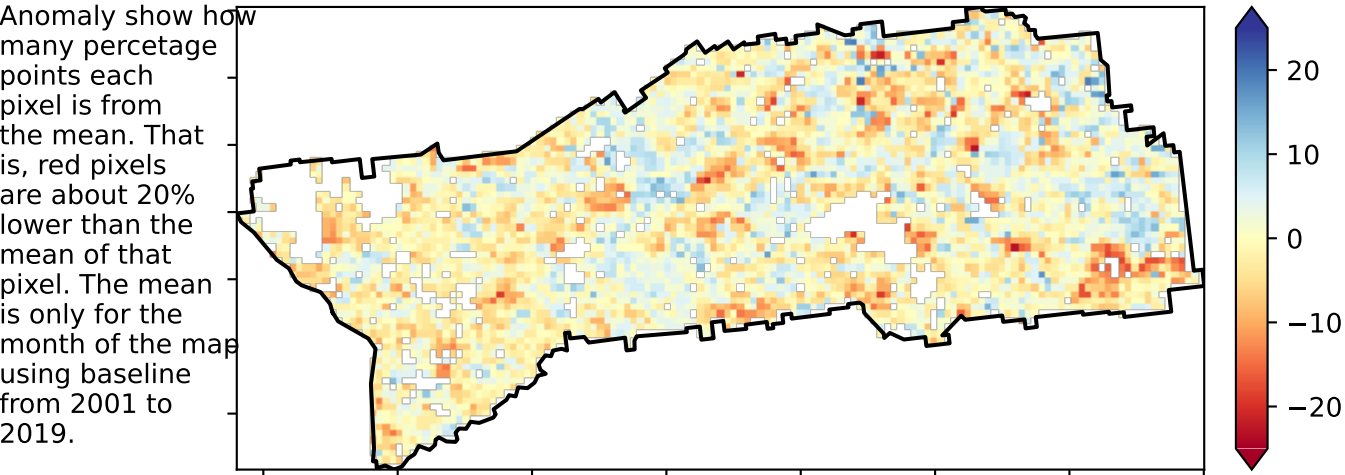 Anomaly show how
many percetage
points each
pixel is from
the mean. That
is, red pixels
are about 20%
lower than the
mean of that
pixel. The mean
is only for the
month of the map
using baseline
from 2001 to
2019.
20
10
0
−10
−20